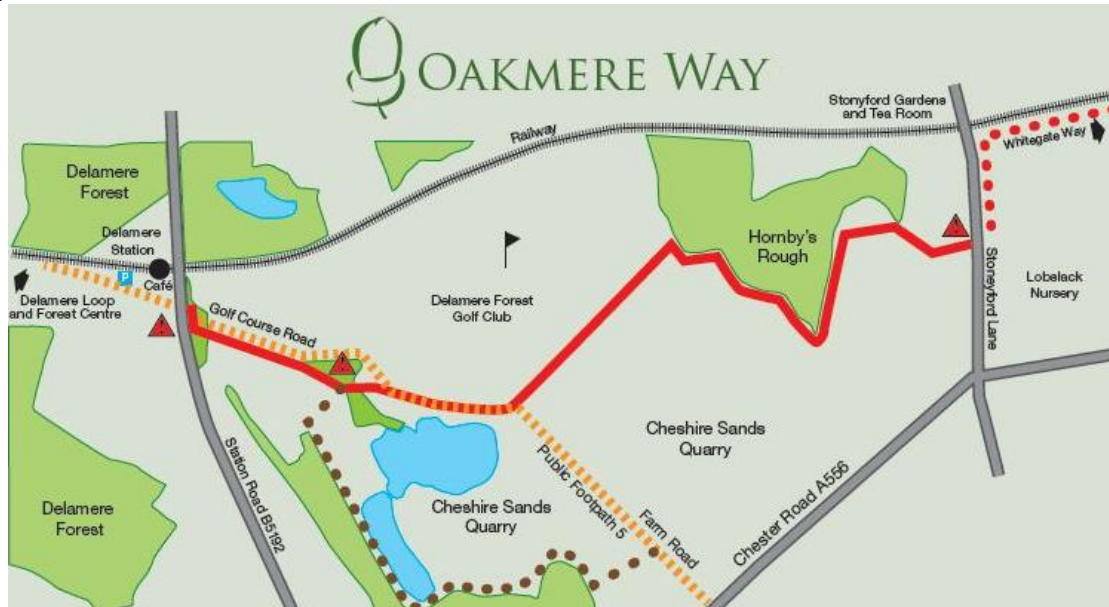 OAKMERE WAY
Stonyford Gardens
and Tea Room
Railway
Whitegate Way
Delamere
Forest
Delamere
Station
P
Café
Hornby's
Rough
Delamere Loop
and Forest Centre
Golf Course Road
Delamere Forest
Golf Club
Stoneyford Lane
Lobelack
Nursery
Station Road B5192
Cheshire Sands
Quarry
Public Footpath 5
Farm Road
Chester Road A556
Cheshire Sands
Quarry
Delamere
Forest